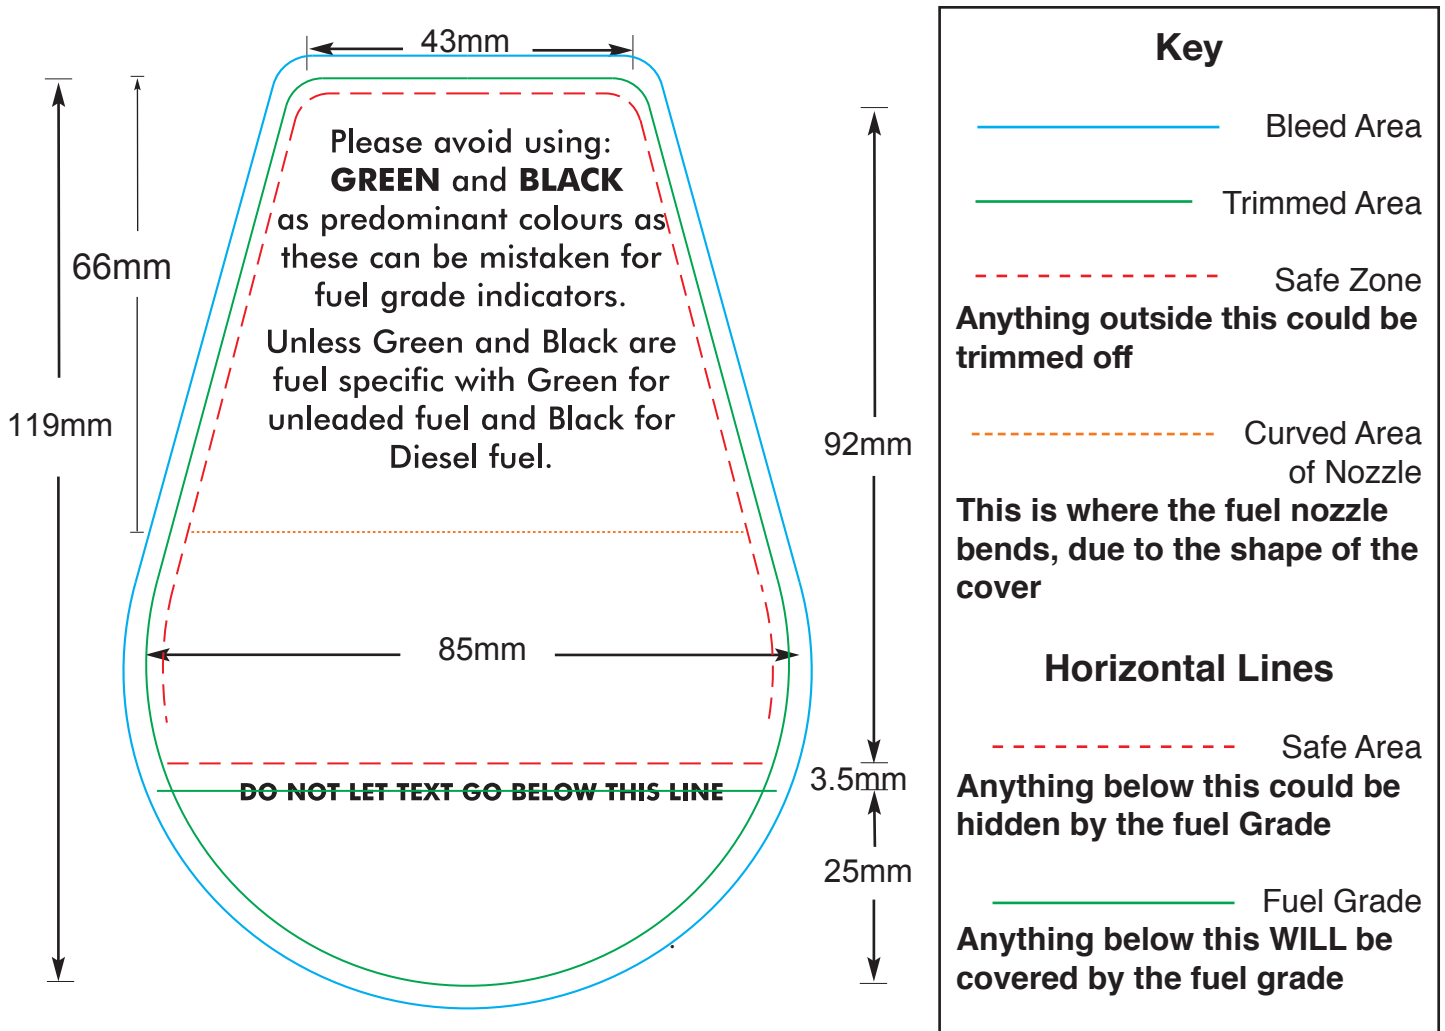 43mm
Please avoid using:
GREEN and BLACK
as predominant colours as
these can be mistaken for
fuel grade indicators.
Unless Green and Black are
fuel specific with Green for
unleaded fuel and Black for
Diesel fuel.
66mm
119mm
92mm
85mm
3.5mm
DO NOT LET TEXT GO BELOW THIS LINE
25mm
Key
Bleed Area
Trimmed Area
Safe Zone
Anything outside this could be
trimmed off
Curved Area
of Nozzle
This is where the fuel nozzle
bends, due to the shape of the
cover
Horizontal Lines
Safe Area
Anything below this could be
hidden by the fuel Grade
Fuel Grade
Anything below this WILL be
covered by the fuel grade